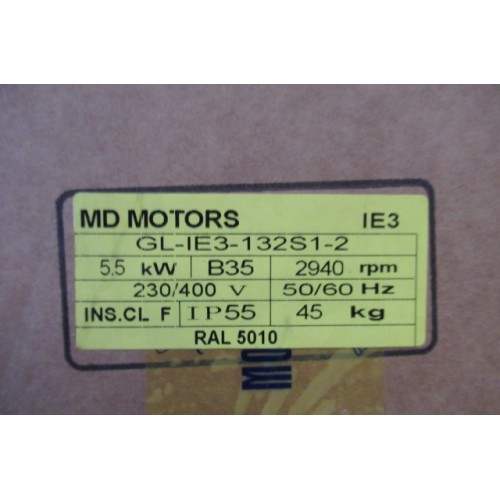 MD MOTORS IE3
GL-IE3-132S1-2
5,5 kW B35 2940 rpm
230/400 V 50/60 Hz
INS.CL F IP55 45 kg
RAL 5010